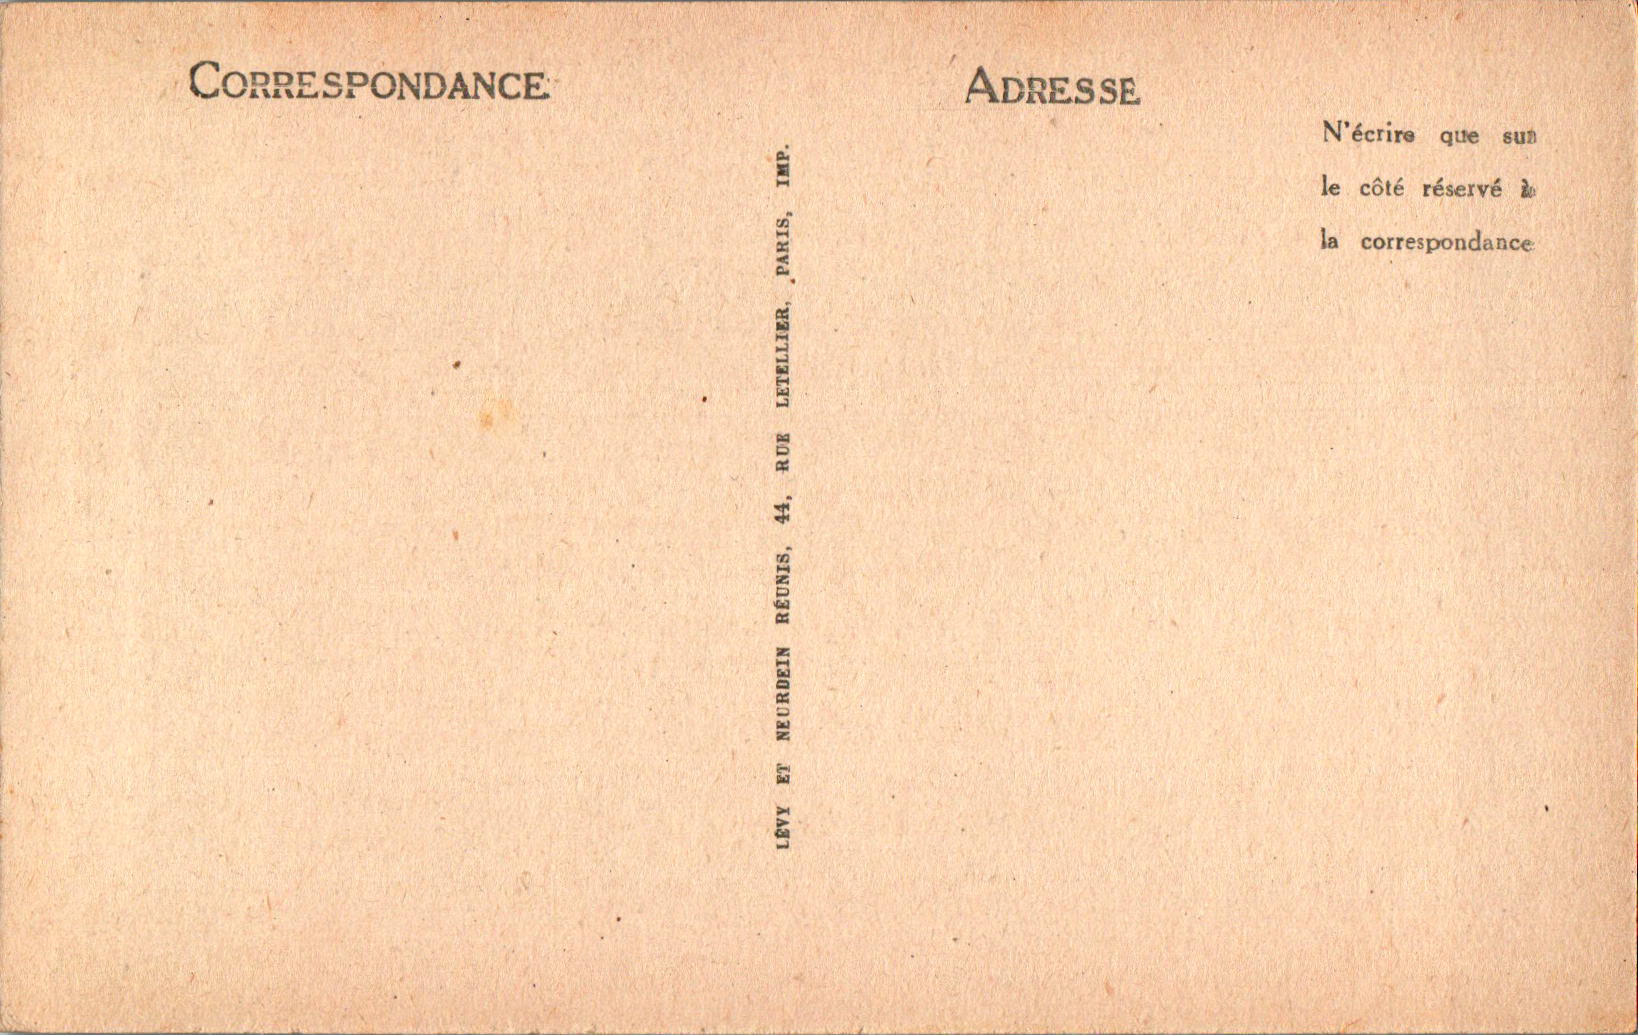 CORRESPONDANCE
ADRESSE
N'écrire que sur
le côté réservé à
la correspondance
LÉVY ET NEURDEIN RÉUNIS, 44, RUE LETELLIER, PARIS, IMP.